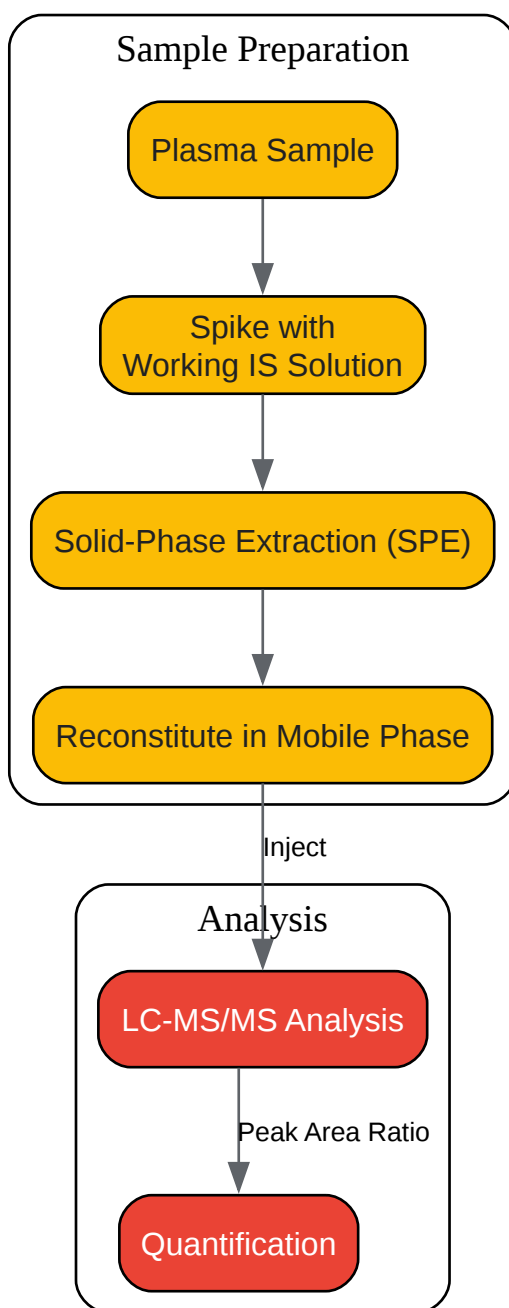 Sample Preparation
Plasma Sample
Spike with
Working IS Solution
Solid-Phase Extraction (SPE)
Reconstitute in Mobile Phase
Inject
Analysis
LC-MS/MS Analysis
Peak Area Ratio
Quantification